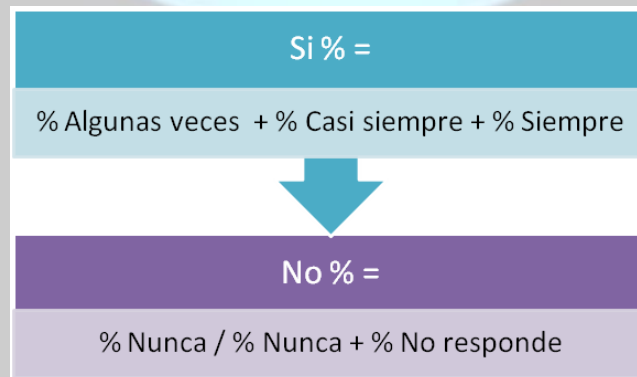 Si % =
% Algunas veces + % Casi siempre + % Siempre
No % =
% Nunca / % Nunca + % No responde